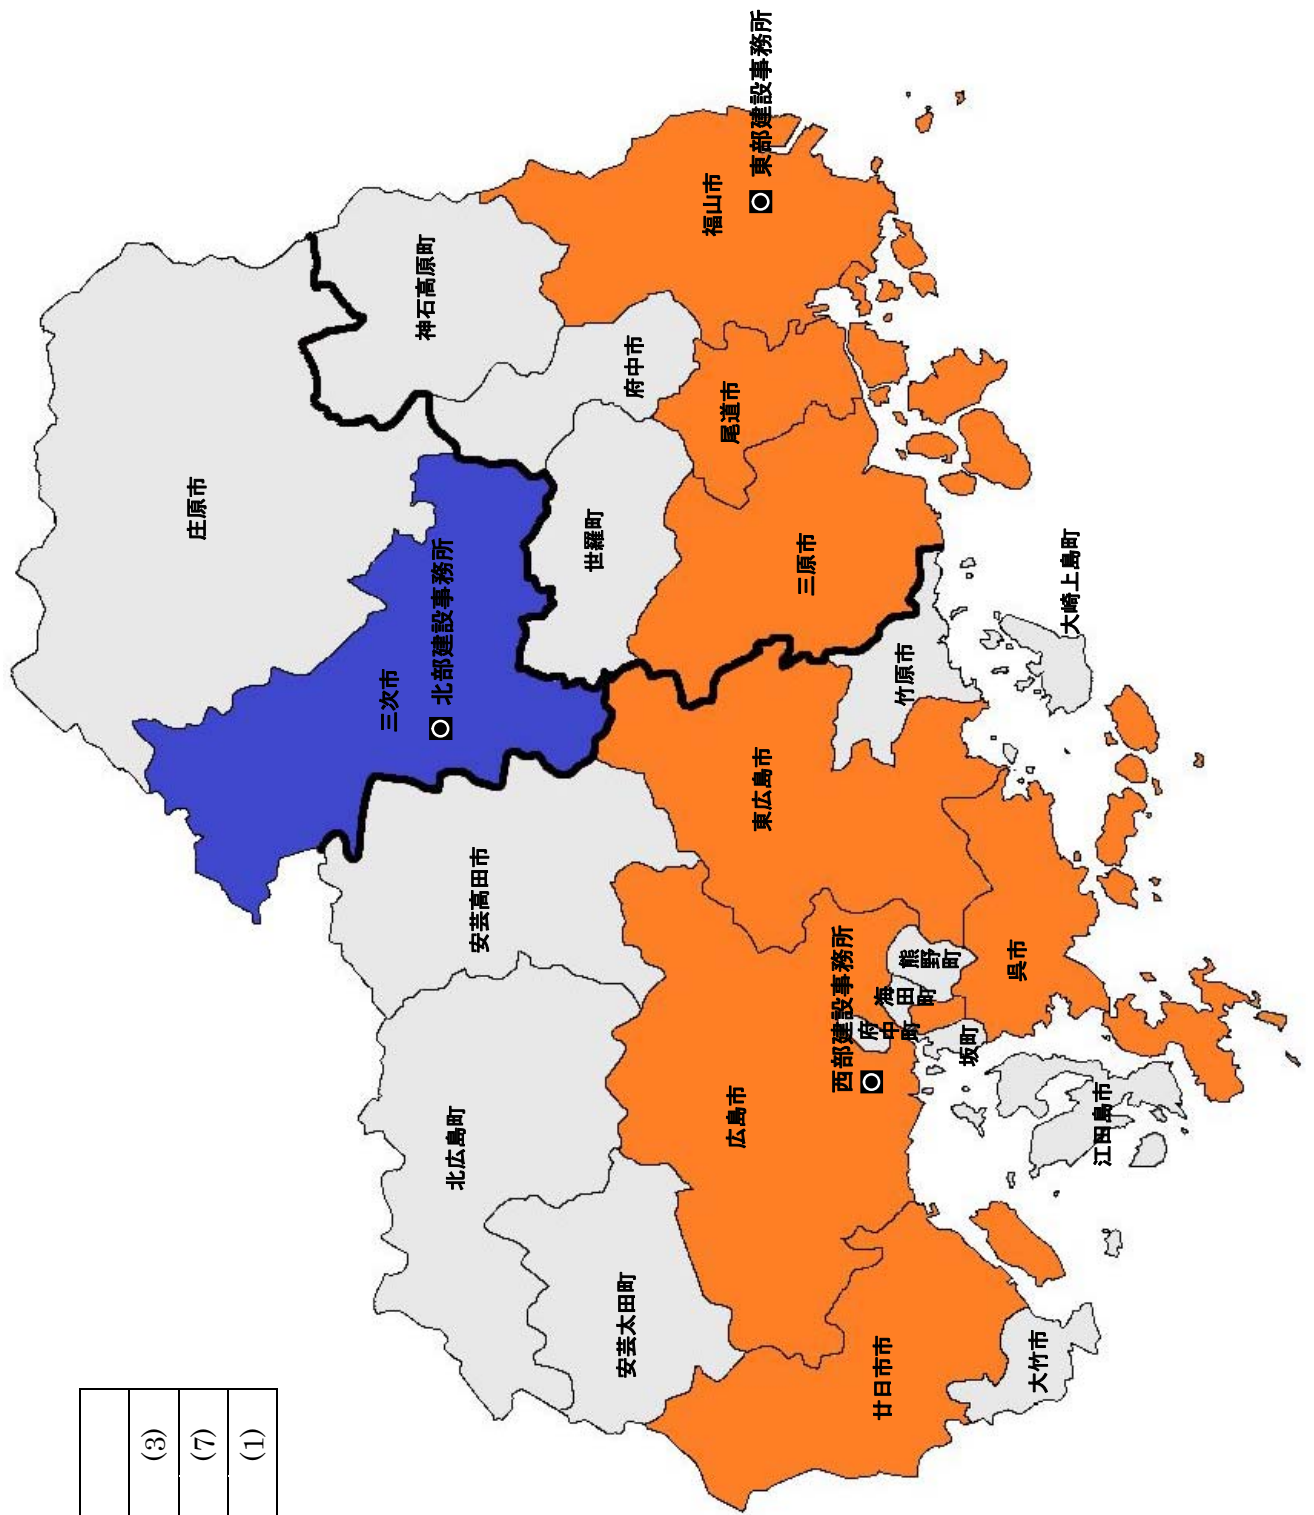 庄原市
神石高原町
三次市
北部建設事務所
府中市
世羅町
福山市
東部建設事務所
尾道市
三原市
安芸高田市
東広島市
竹原市
大崎上島町
北広島町
安芸太田町
広島市
西部建設事務所
府中町
海田町
熊野町
坂町
呉市
江田島市
廿日市市
大竹市
(3)
(7)
(1)